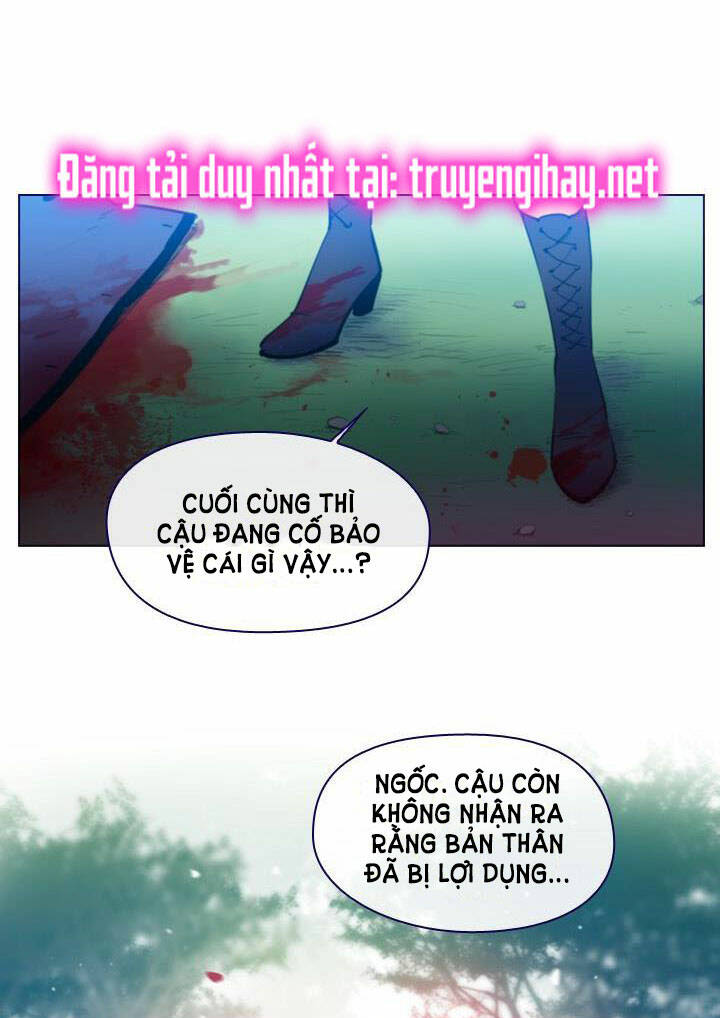 Đăng tải duy nhất tại: truyengihay.net
CUỐI CÙNG THÌ
CẬU ĐANG CỐ BẢO
VỆ CÁI GÌ VẬY...?
NGỐC. CẬU CÒN
KHÔNG NHẬN RA
RẰNG BẢN THÂN
ĐÃ BỊ LỢI DỤNG...